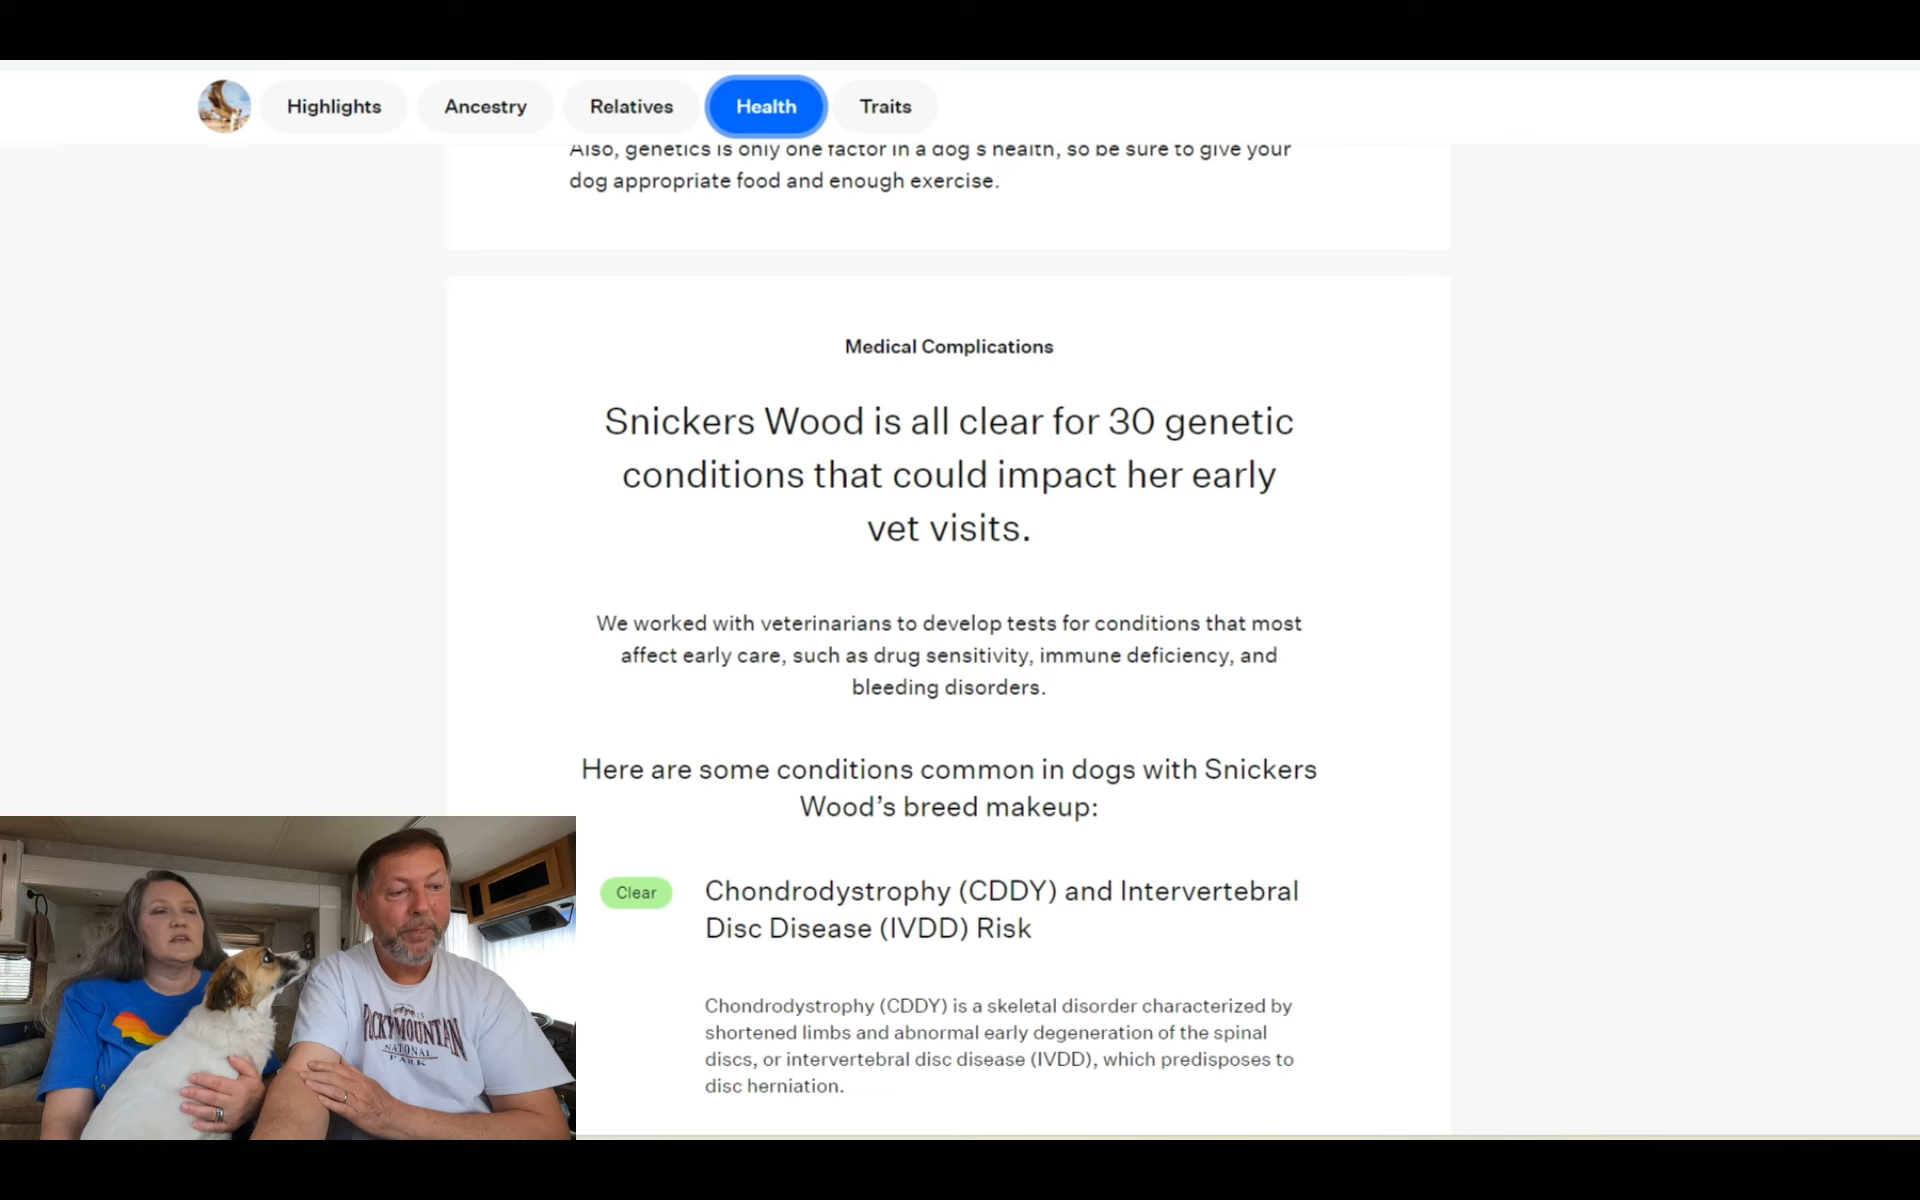 Highlights
Ancestry
Relatives
Health
Traits
Also, genetics is only one factor in a dog's health, so be sure to give your
dog appropriate food and enough exercise.
Medical Complications
Snickers Wood is all clear for 30 genetic
conditions that could impact her early
vet visits.
We worked with veterinarians to develop tests for conditions that most
affect early care, such as drug sensitivity, immune deficiency, and
bleeding disorders.
Here are some conditions common in dogs with Snickers
Wood’s breed makeup:
Clear
Chondrodystrophy (CDDY) and Intervertebral
Disc Disease (IVDD) Risk
Chondrodystrophy (CDDY) is a skeletal disorder characterized by
shortened limbs and abnormal early degeneration of the spinal
discs, or intervertebral disc disease (IVDD), which predisposes to
disc herniation.
ROCKY MOUNTAIN
NATIONAL
PARK